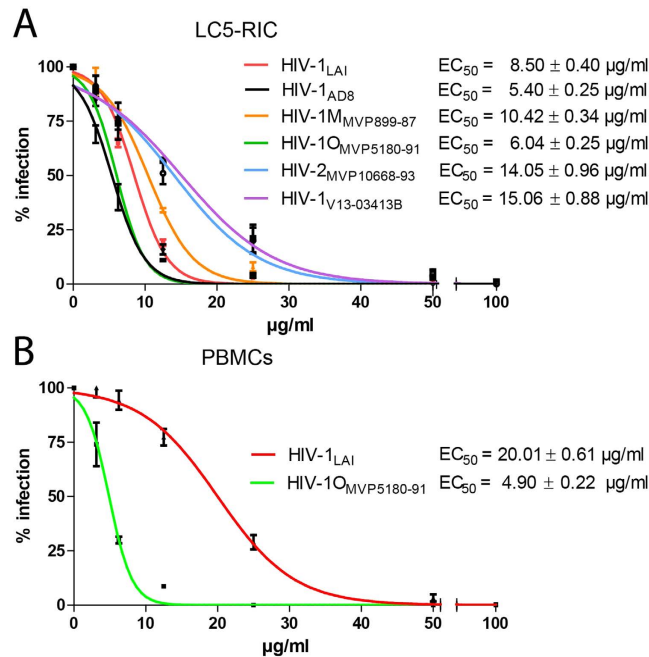 A
LC5-RIC
HIV-1LAI EC50 = 8.50 ± 0.40 µg/ml
HIV-1AD8 EC50 = 5.40 ± 0.25 µg/ml
HIV-1MMVP899-87 EC50 = 10.42 ± 0.34 µg/ml
HIV-1OMVP5180-91 EC50 = 6.04 ± 0.25 µg/ml
HIV-2MVP10668-93 EC50 = 14.05 ± 0.96 µg/ml
HIV-1V13-03413B EC50 = 15.06 ± 0.88 µg/ml
% infection
100
75
50
25
0
0 10 20 30 40 50 100
µg/ml
B
PBMCs
HIV-1LAI EC50 = 20.01 ± 0.61 µg/ml
HIV-1OMVP5180-91 EC50 = 4.90 ± 0.22 µg/ml
% infection
100
75
50
25
0
0 10 20 30 40 50 100
µg/ml